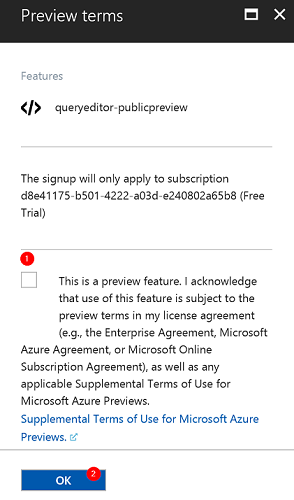 Preview terms
Features
queryeditor-publicpreview
The signup will only apply to subscription
d8e41175-b501-4222-a03d-e240802a65b8 (Free
Trial)
1
This is a preview feature. I acknowledge
that use of this feature is subject to the
preview terms in my license agreement
(e.g., the Enterprise Agreement, Microsoft
Azure Agreement, or Microsoft Online
Subscription Agreement), as well as any
applicable Supplemental Terms of Use for
Microsoft Azure Previews.
Supplemental Terms of Use for Microsoft Azure
Previews.
OK 2